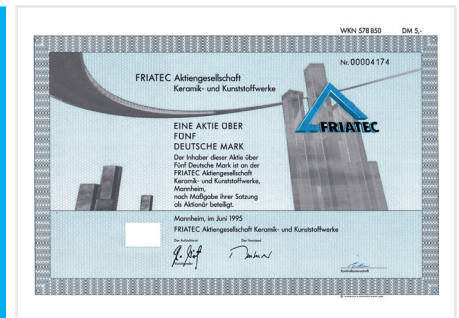 WKN 578 850 DM 5,-
Nr. 00004174
FRIATEC Aktiengesellschaft
Keramik- und Kunststoffwerke
FRIATEC
EINE AKTIE ÜBER
FÜNF
DEUTSCHE MARK
Der Inhaber dieser Aktie über
Fünf Deutsche Mark ist an der
FRIATEC Aktiengesellschaft
Keramik- und Kunststoffwerke,
Mannheim,
nach Maßgabe ihrer Satzung
als Aktionär beteiligt.
Mannheim, im Juni 1995
FRIATEC Aktiengesellschaft Keramik- und Kunststoffwerke
Der Aufsichtsrat Der Vorstand
Vorsitzender
Kontrollunterschrift